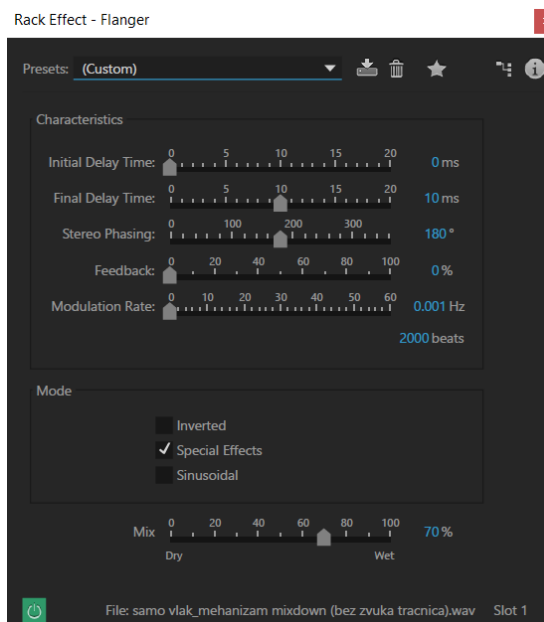 Rack Effect - Flanger
Presets: (Custom)
Characteristics
0 5 10 15 20
Initial Delay Time: 0 ms
0 5 10 15 20
Final Delay Time: 10 ms
0 100 200 300
Stereo Phasing: 180 °
0 20 40 60 80 100
Feedback: 0 %
0 10 20 30 40 50 60
Modulation Rate: 0.001 Hz
2000 beats
Mode
Inverted
Special Effects
Sinusoidal
0 20 40 60 80 100
Mix 70 %
Dry Wet
File: samo vlak_mehanizam mixdown (bez zvuka tracnica).wav Slot 1